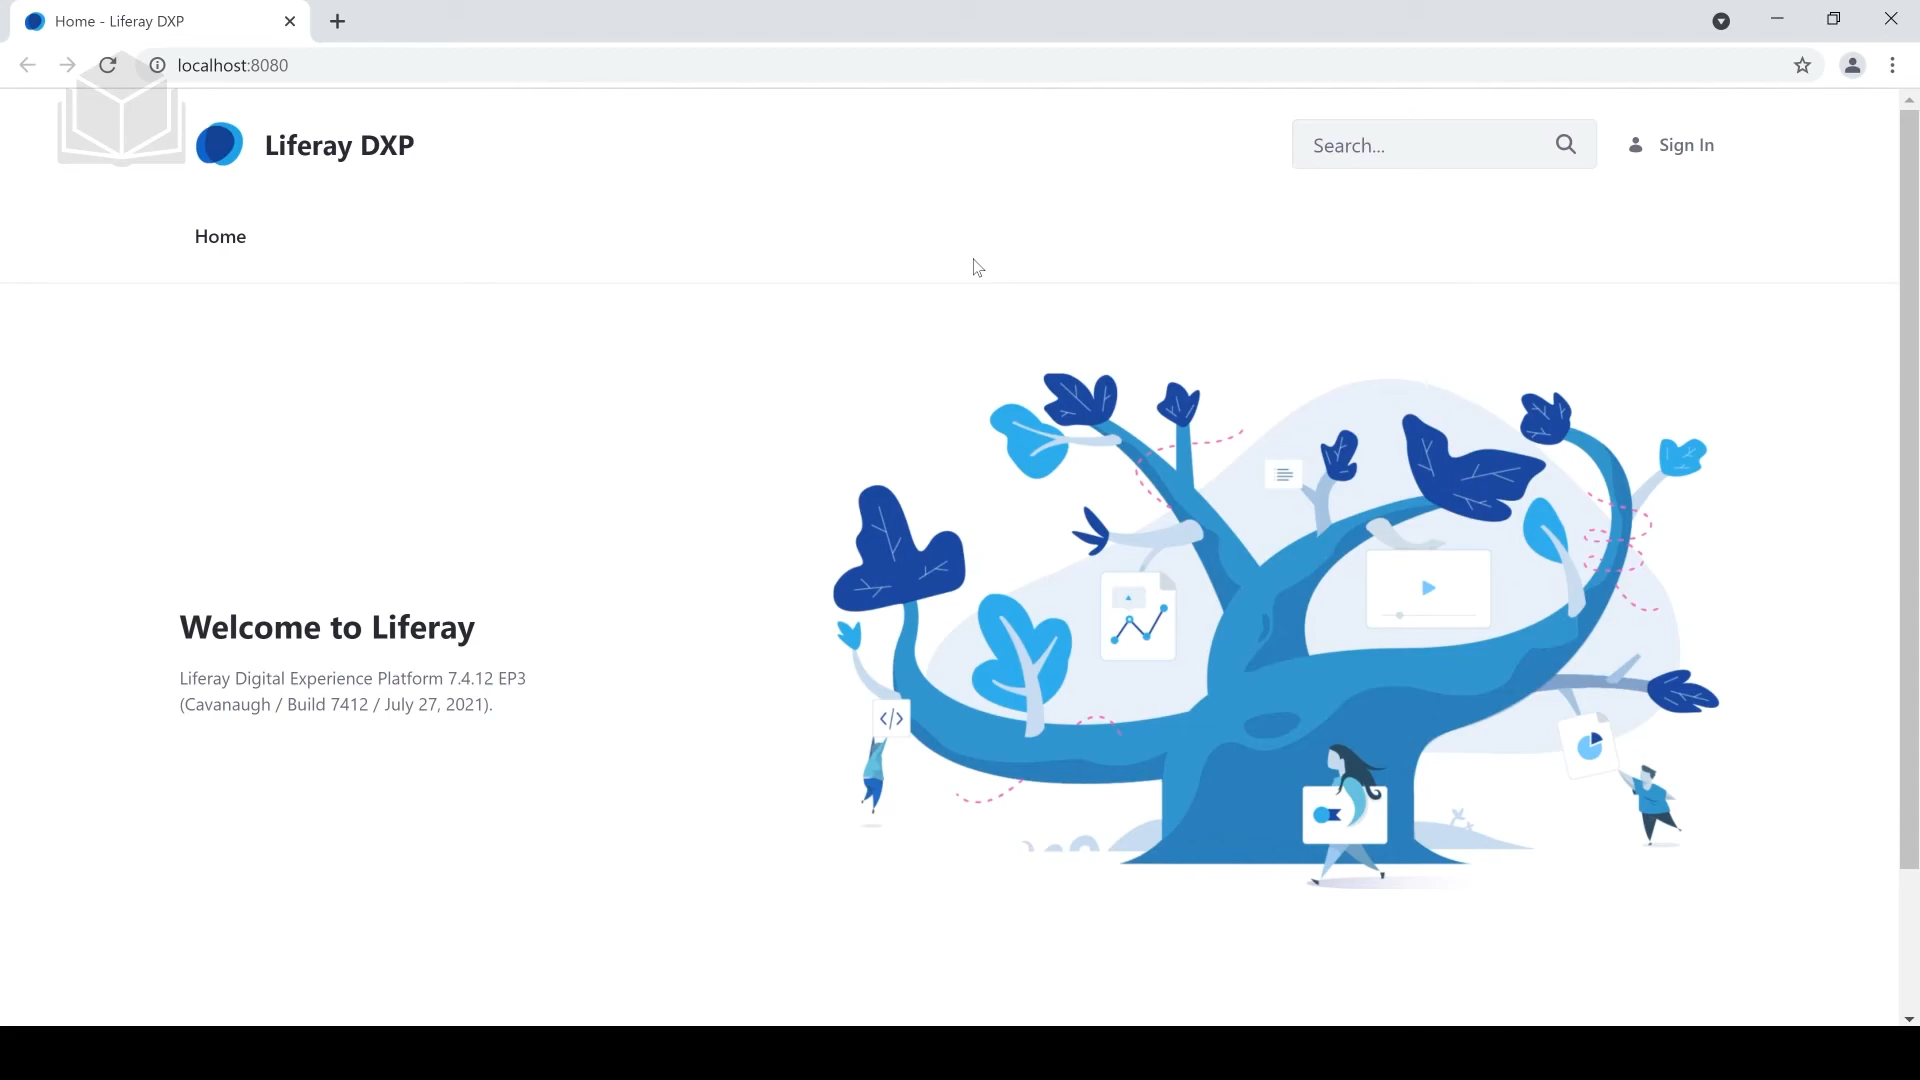 Home - Liferay DXP
localhost:8080
Liferay DXP
Search...
Sign In
Home
Welcome to Liferay
Liferay Digital Experience Platform 7.4.12 EP3
(Cavanaugh / Build 7412 / July 27, 2021).